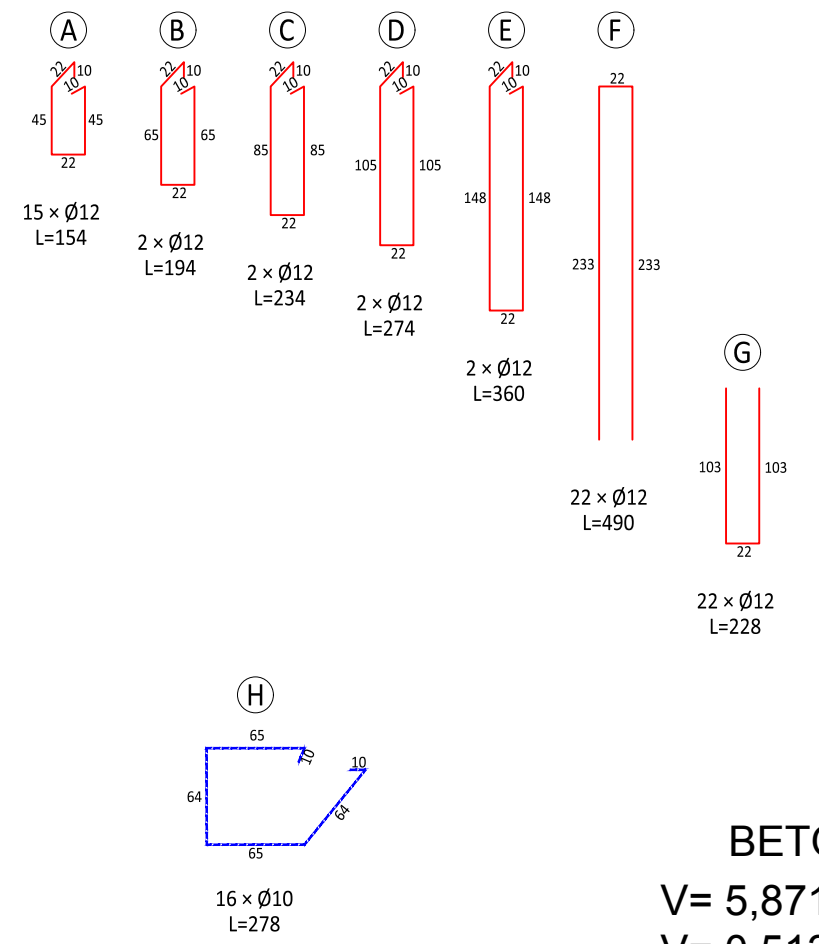 A
B
C
D
E
F
22
10
10
45
45
22
15 × Ø12
L=154
22
10
10
65
65
22
2 × Ø12
L=194
22
10
10
85
85
22
2 × Ø12
L=234
22
10
10
105
105
22
2 × Ø12
L=274
22
10
10
148
148
22
2 × Ø12
L=360
22
233
233
22 × Ø12
L=490
G
103
103
22
22 × Ø12
L=228
H
65
10
10
64
64
65
16 × Ø10
L=278
V= 5,871